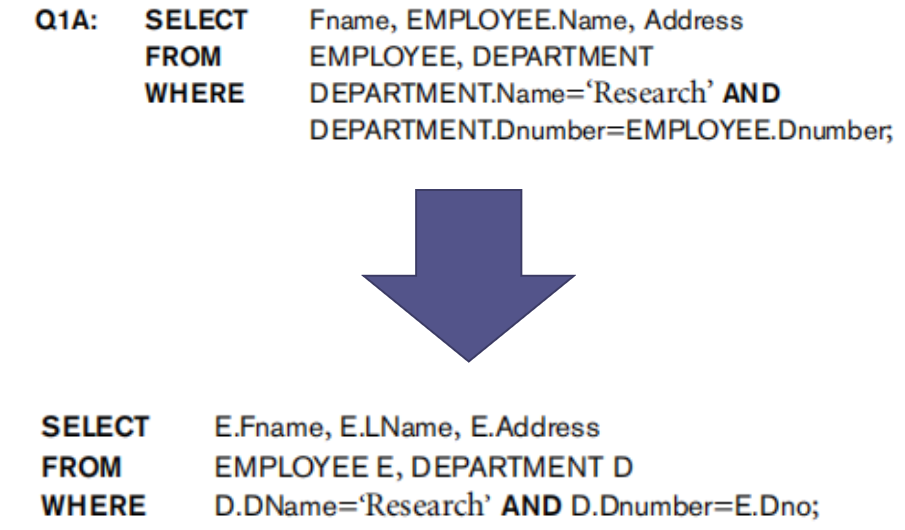 Q1A: SELECT Fname, EMPLOYEE.Name, Address
FROM EMPLOYEE, DEPARTMENT
WHERE DEPARTMENT.Name=‘Research’ AND
DEPARTMENT.Dnumber=EMPLOYEE.Dnumber;
SELECT E.Fname, E.LName, E.Address
FROM EMPLOYEE E, DEPARTMENT D
WHERE D.DName=‘Research’ AND D.Dnumber=E.Dno;